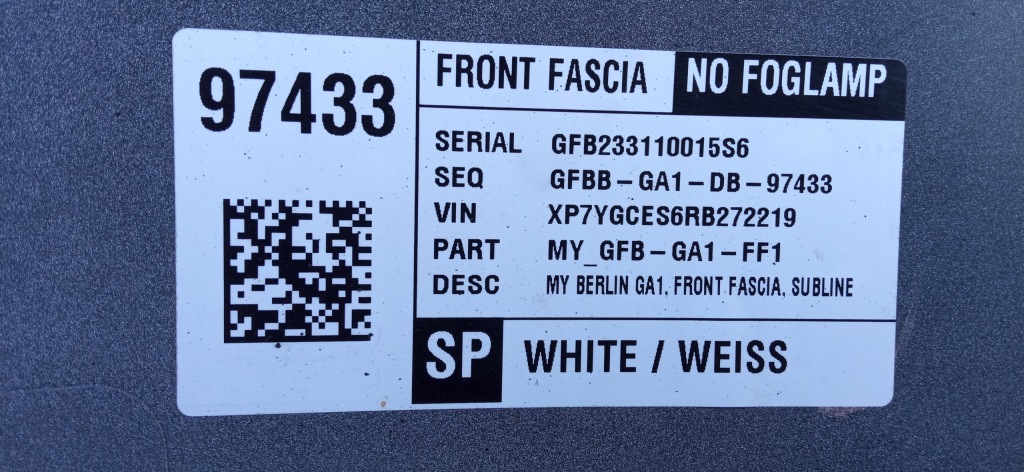 97433
FRONT FASCIA NO FOGLAMP
SERIAL GFB233110015S6
SEQ GFBB-GA1-DB-97433
VIN XP7YGCES6RB272219
PART MY_GFB-GA1-FF1
DESC MY BERLIN GA1, FRONT FASCIA, SUBLINE
SP WHITE / WEISS